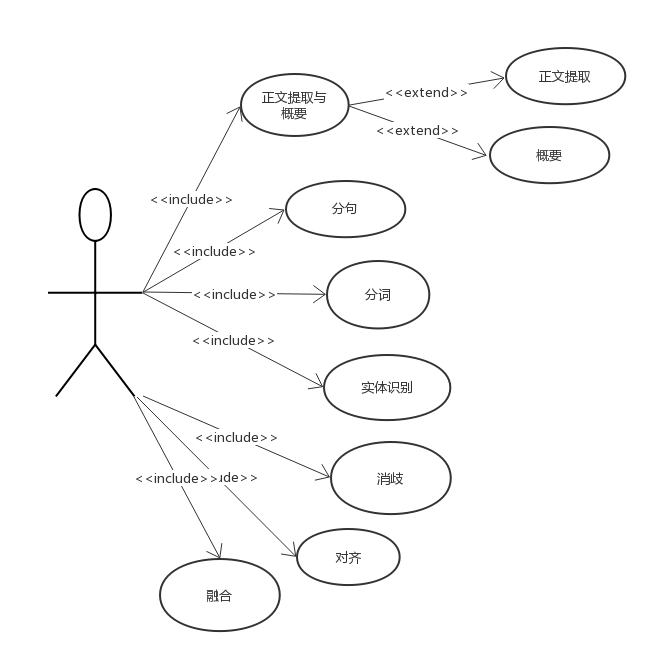 正文提取
<<extend>>
正文提取与
概要
<<extend>>
概要
<<include>>
分句
<<include>>
<<include>>
分词
<<include>>
实体识别
<<include>>
消歧
<<include>>
ude>>
对齐
融合